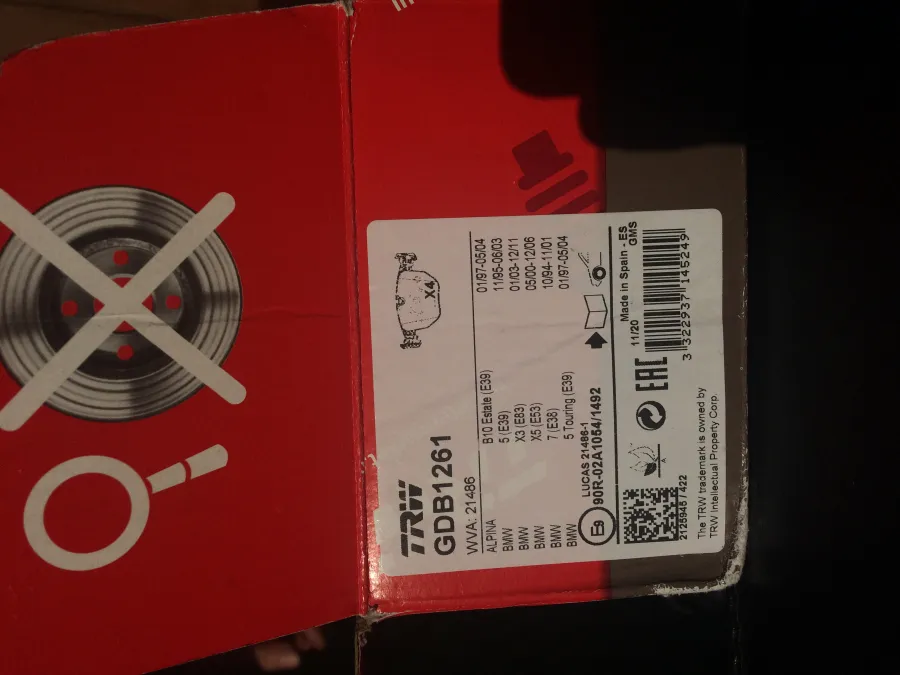 TRW
GDB1261
WVA: 21486
X4
ALPINA B10 Estate (E39) 01/97-05/04
BMW 5 (E39) 11/95-06/03
BMW X3 (E83) 01/03-12/11
BMW X5 (E53) 05/00-12/06
BMW 7 (E38) 10/94-11/01
BMW 5 Touring (E39) 01/97-05/04
E9
LUCAS 21486-1
90R-02A1054/1492
A
EAC
11/20
Made in Spain - ES
GMS
3 322937 145249
2125945 / 422
The TRW trademark is owned by
TRW Intellectual Property Corp.